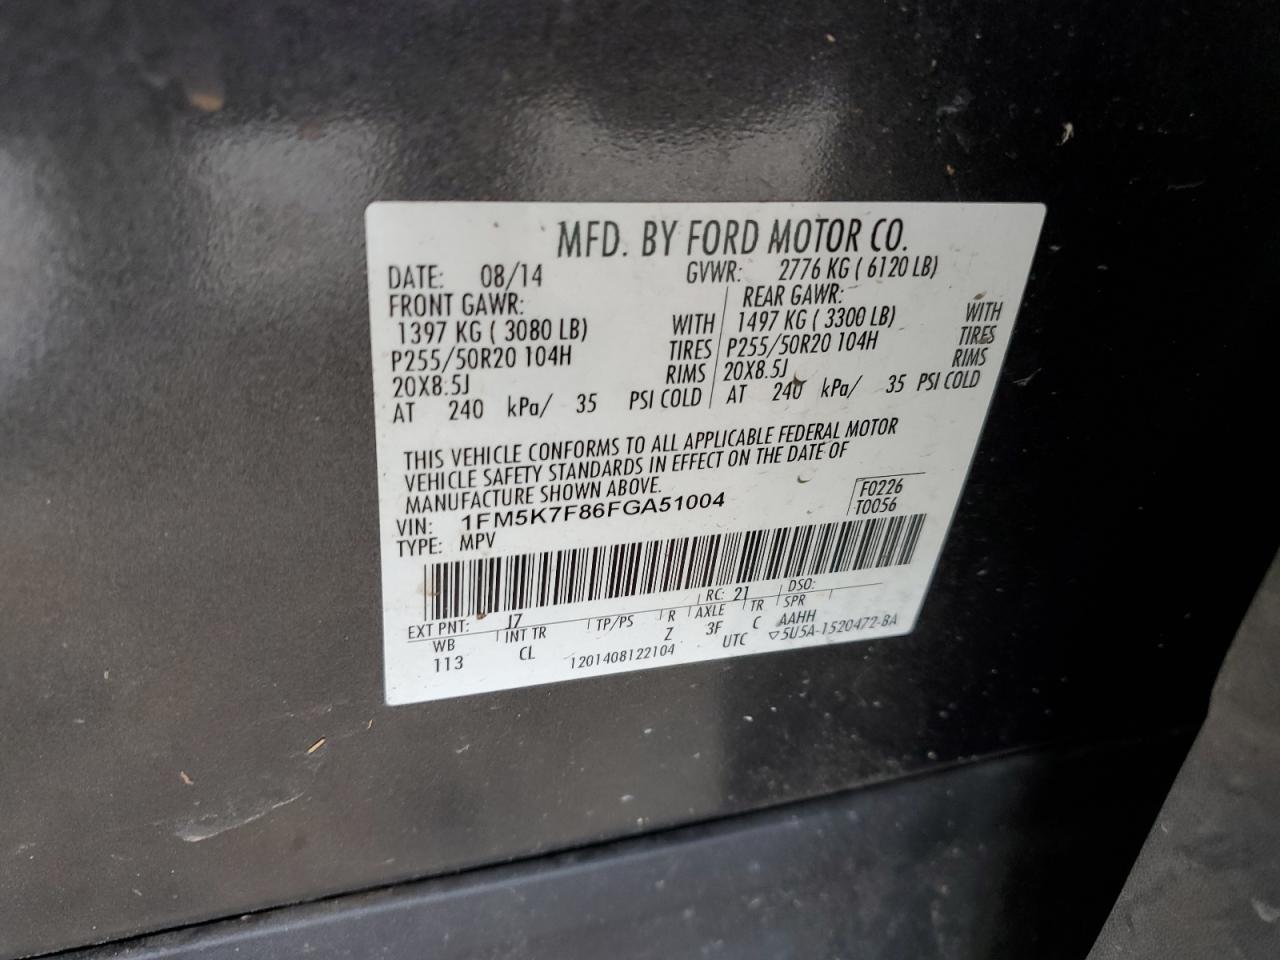 MFD. BY FORD MOTOR CO.
DATE: 08/14 GVWR: 2776 KG ( 6120 LB)
FRONT GAWR: REAR GAWR:
1397 KG ( 3080 LB) WITH 1497 KG ( 3300 LB) WITH
P255/50R20 104H TIRES P255/50R20 104H TIRES
20X8.5J RIMS 20X8.5J RIMS
AT 240 kPa/ 35 PSI COLD AT 240 kPa/ 35 PSI COLD
THIS VEHICLE CONFORMS TO ALL APPLICABLE FEDERAL MOTOR
VEHICLE SAFETY STANDARDS IN EFFECT ON THE DATE OF
MANUFACTURE SHOWN ABOVE.
VIN: 1FM5K7F86FGA51004 F0226
TYPE: MPV T0056
EXT PNT: J7 RC: 21 DSO:
WB INT TR TP/PS R AXLE TR SPR
113 CL Z 3F C AAHH
1201408122104 UTC ▽5U5A-1520472-BA